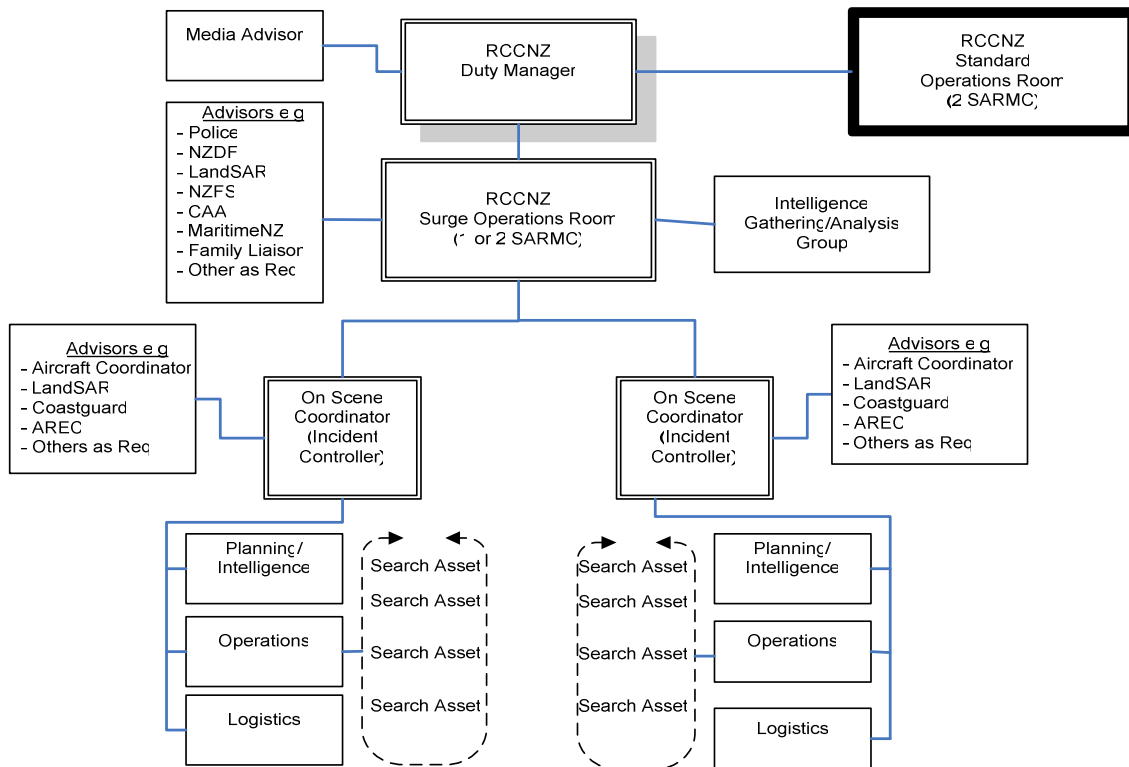 Media Advisor
RCCNZ
Duty Manager
RCCNZ
Standard
Operations Room
(2 SARMC)
Advisors e g
- Police
- NZDF
- LandSAR
- NZFS
- CAA
- MaritimeNZ
- Family Liaison
- Other as Req
RCCNZ
Surge Operations Room
(1 or 2 SARMC)
Intelligence
Gathering/Analysis
Group
Advisors e g
- Aircraft Coordinator
- LandSAR
- Coastguard
- AREC
- Others as Req
On Scene
Coordinator
(Incident
Controller)
On Scene
Coordinator
(Incident
Controller)
Advisors e g
- Aircraft Coordinator
- LandSAR
- Coastguard
- AREC
- Others as Req
Planning/
Intelligence
Operations
Logistics
Search Asset
Search Asset
Search Asset
Search Asset
Search Asset
Search Asset
Search Asset
Search Asset
Planning/
Intelligence
Operations
Logistics